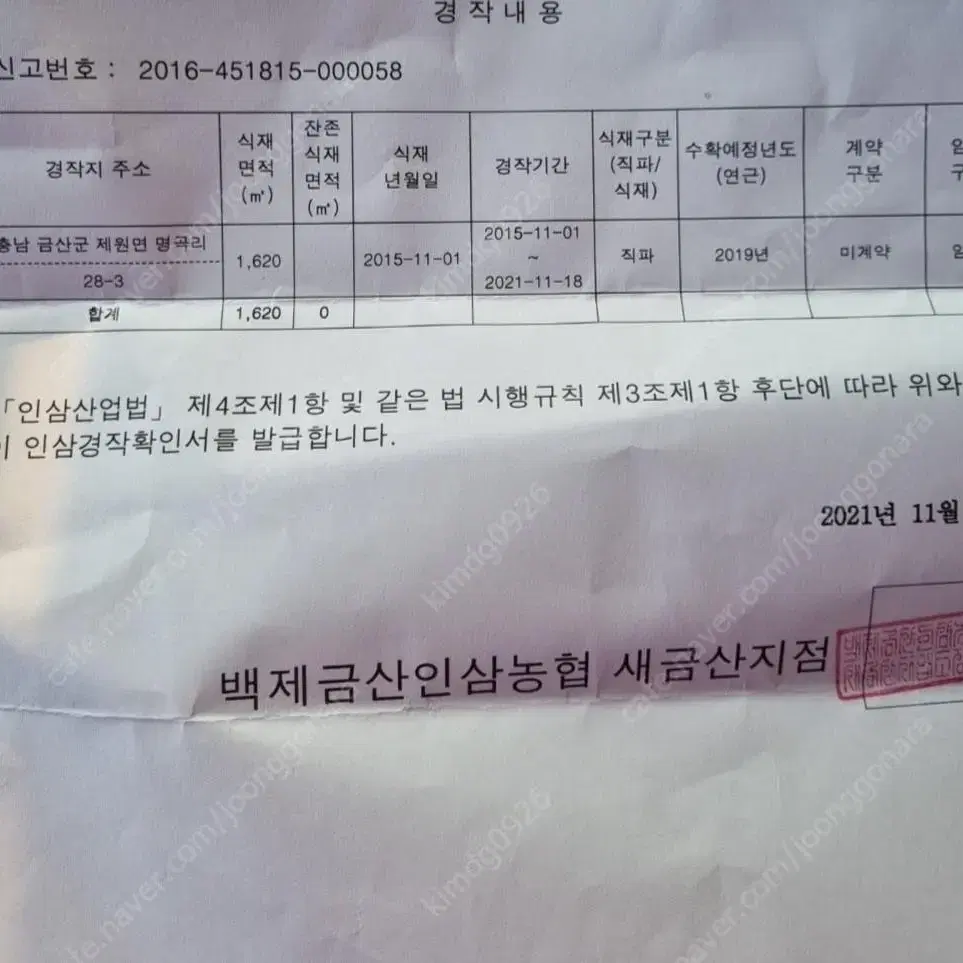 경작내용
신고번호 : 2016-451815-000058
경작지 주소 식재 면적 (㎡) 잔존 식재 면적 (㎡) 식재 년월일 경작기간 식재구분 (직파/식재) 수확예정년도 (연근) 계약 구분
충남 금산군 제원면 명곡리 28-3 1,620 2015-11-01 2015-11-01 ~ 2021-11-18 직파 2019년 미계약
합계 1,620 0
「인삼산업법」 제4조제1항 및 같은 법 시행규칙 제3조제1항 후단에 따라 위와
이 인삼경작확인서를 발급합니다.
2021년 11월
백제금산인삼농협 새금산지점
cafe.naver.com/joonggonara
kimdg0926